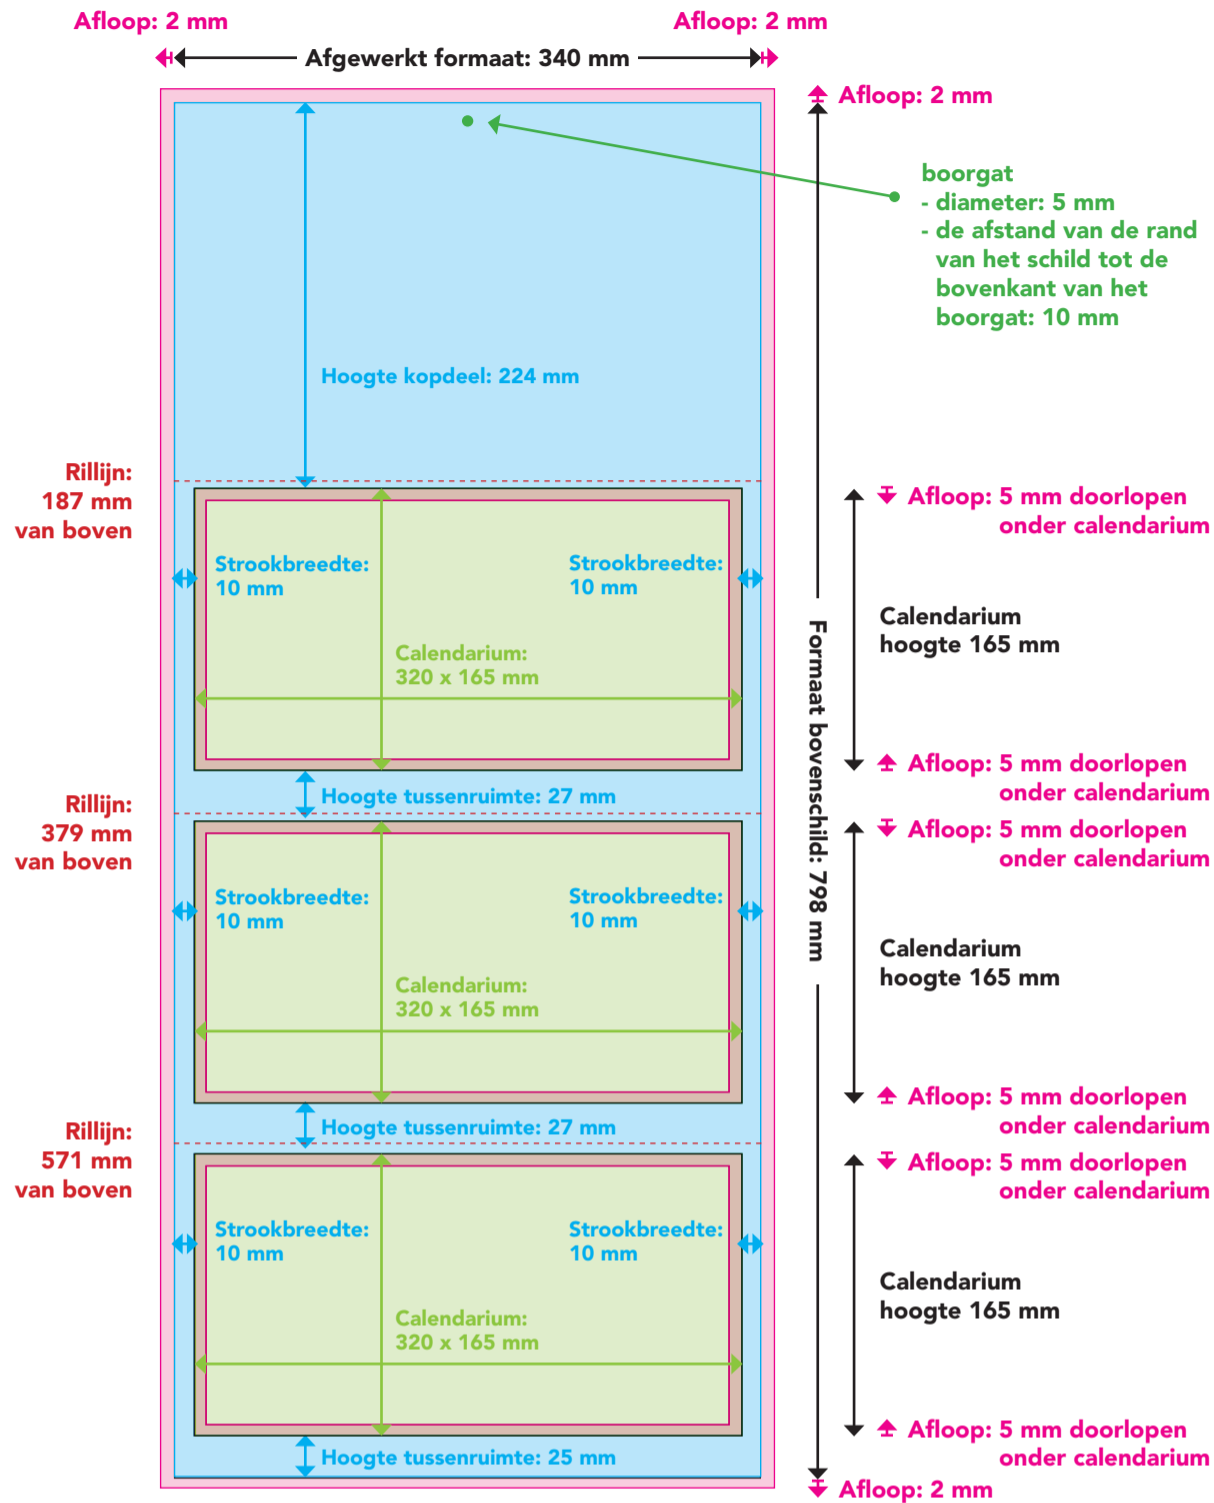 Afloop: 2 mm
Afloop: 2 mm
Afgewerkt formaat: 340 mm
Afloop: 2 mm
boorgat
- diameter: 5 mm
- de afstand van de rand
van het schild tot de
bovenkant van het
boorgat: 10 mm
Hoogte kopdeel: 224 mm
Rillijn:
187 mm
van boven
Afloop: 5 mm doorlopen
onder calendarium
Strookbreedte:
10 mm
Strookbreedte:
10 mm
Calendarium
hoogte 165 mm
Calendarium:
320 x 165 mm
Formaat bovenschild: 798 mm
Afloop: 5 mm doorlopen
onder calendarium
Hoogte tussenruimte: 27 mm
Rillijn:
379 mm
van boven
Afloop: 5 mm doorlopen
onder calendarium
Strookbreedte:
10 mm
Strookbreedte:
10 mm
Calendarium
hoogte 165 mm
Calendarium:
320 x 165 mm
Afloop: 5 mm doorlopen
onder calendarium
Hoogte tussenruimte: 27 mm
Rillijn:
571 mm
van boven
Afloop: 5 mm doorlopen
onder calendarium
Strookbreedte:
10 mm
Strookbreedte:
10 mm
Calendarium
hoogte 165 mm
Calendarium:
320 x 165 mm
Afloop: 5 mm doorlopen
onder calendarium
Hoogte tussenruimte: 25 mm
Afloop: 2 mm